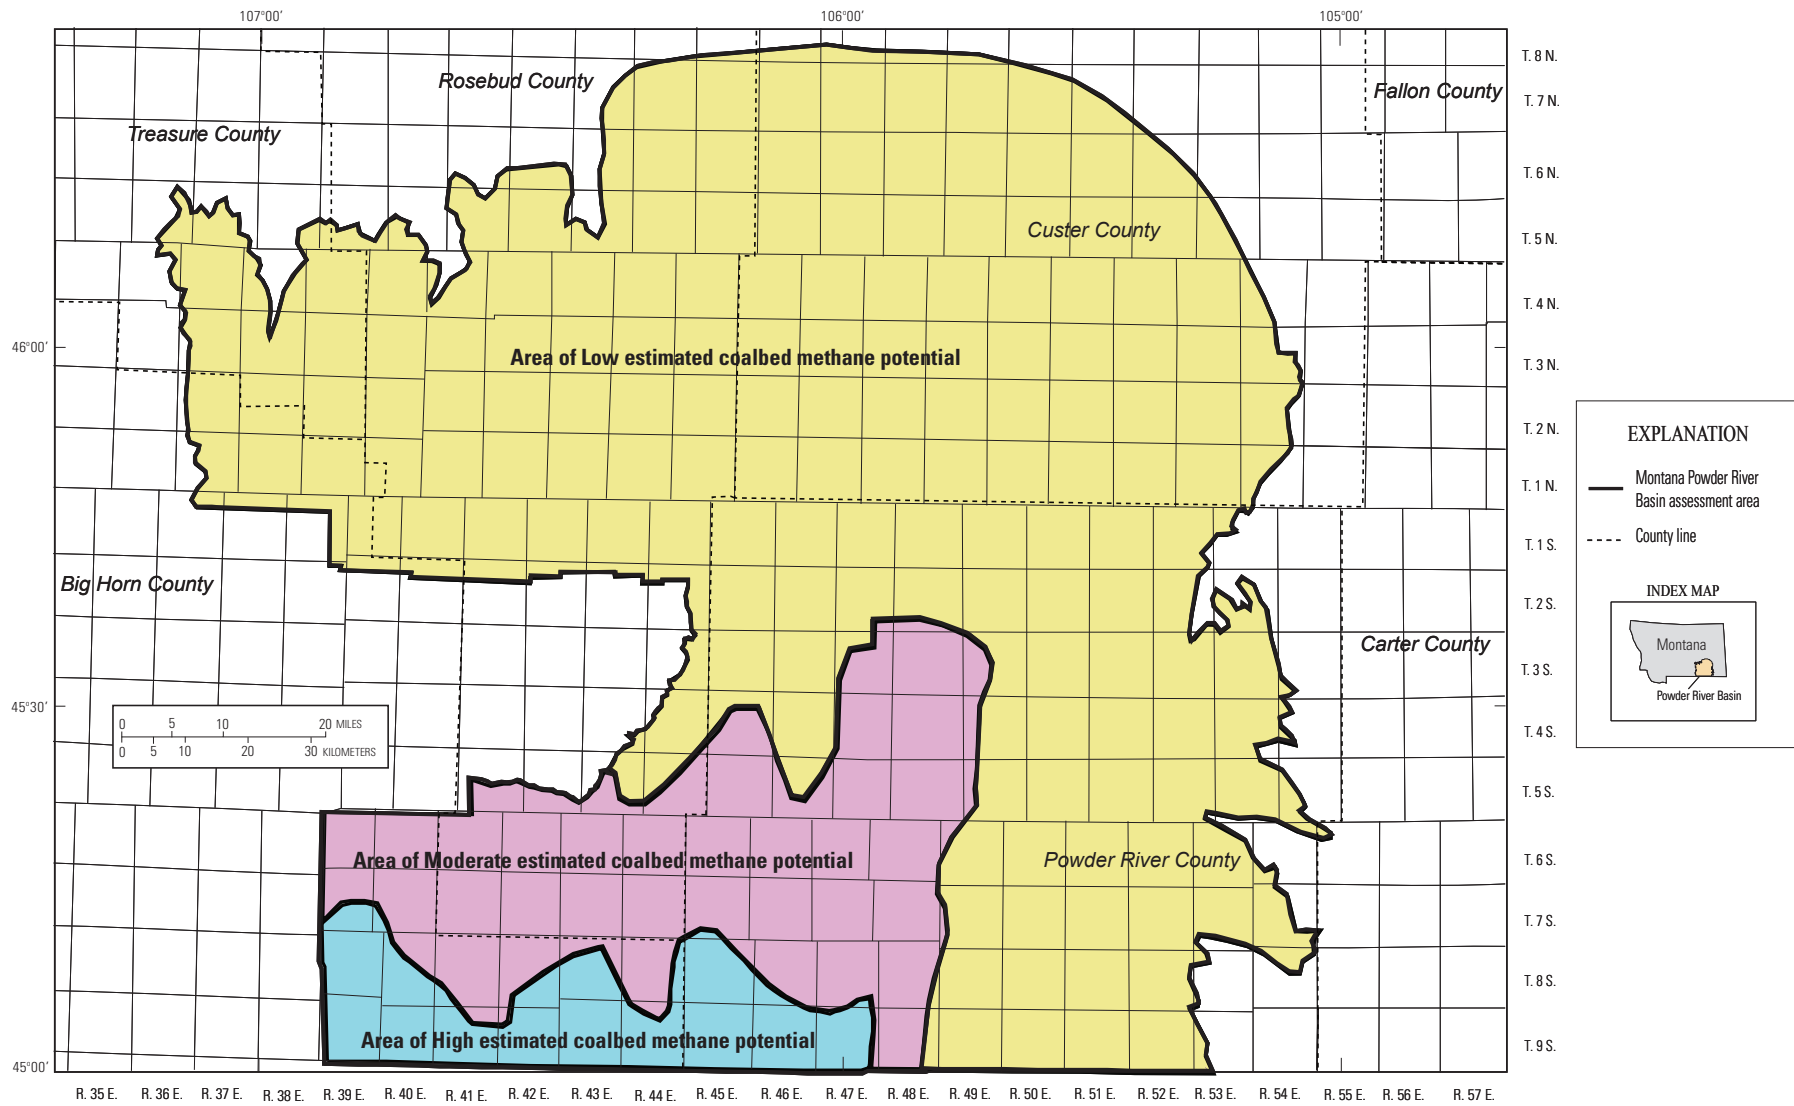 107°00'
106°00'
105°00'
Rosebud County
Treasure County
Fallon County
Custer County
Area of Low estimated coalbed methane potential
Big Horn County
Carter County
Area of Moderate estimated coalbed methane potential
Powder River County
Area of High estimated coalbed methane potential
46°00'
45°30'
45°00'
0 5 10 20 MILES
0 5 10 20 30 KILOMETERS
T. 8 N.
T. 7 N.
T. 6 N.
T. 5 N.
T. 4 N.
T. 3 N.
T. 2 N.
T. 1 N.
T. 1 S.
T. 2 S.
T. 3 S.
T. 4 S.
T. 5 S.
T. 6 S.
T. 7 S.
T. 8 S.
T. 9 S.
R. 35 E. R. 36 E. R. 37 E. R. 38 E. R. 39 E. R. 40 E. R. 41 E. R. 42 E. R. 43 E. R. 44 E. R. 45 E. R. 46 E. R. 47 E. R. 48 E. R. 49 E. R. 50 E. R. 51 E. R. 52 E. R. 53 E. R. 54 E. R. 55 E. R. 56 E. R. 57 E.
EXPLANATION
Montana Powder River
Basin assessment area
County line
INDEX MAP
Montana
Powder River Basin